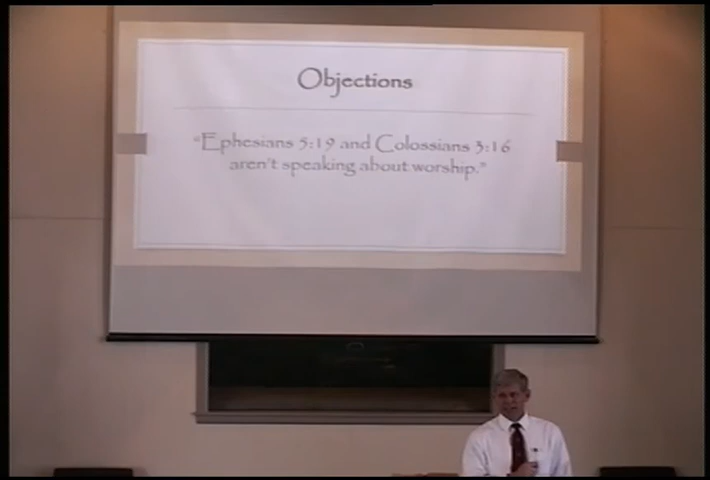 Objections
"Ephesians 5:19 and Colossians 3:16
aren't speaking about worship."